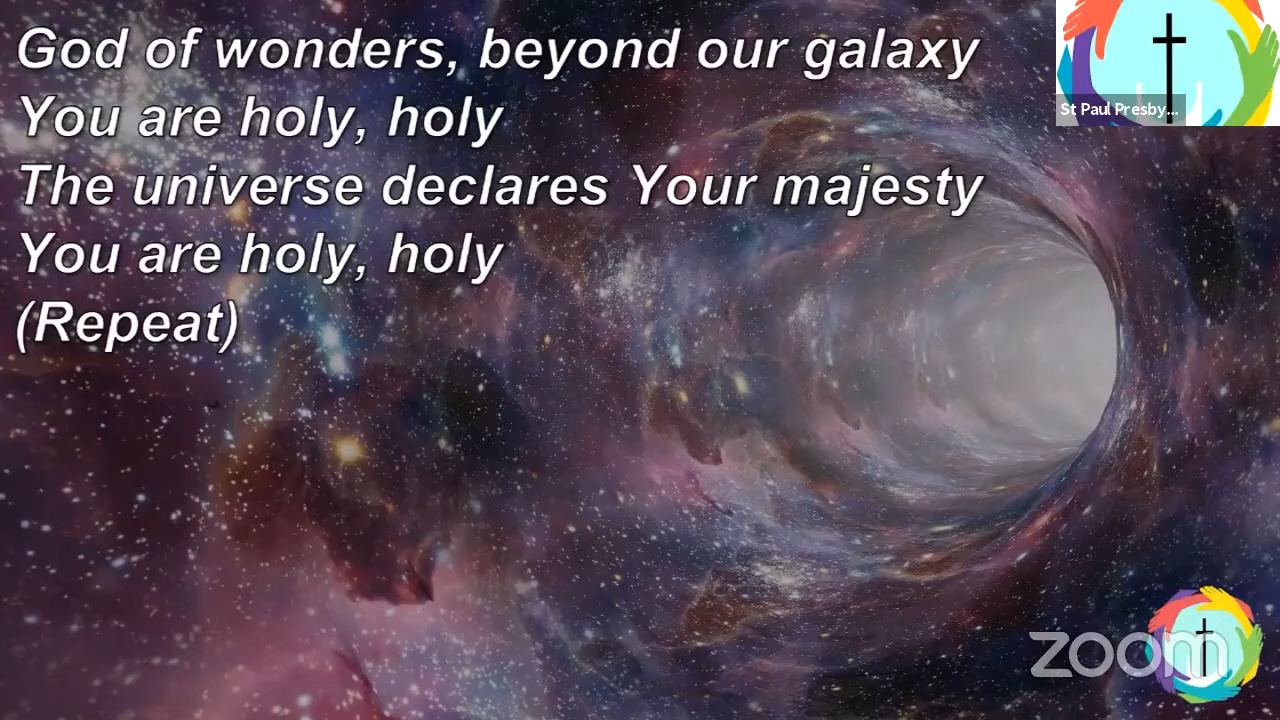 God of wonders, beyond our galaxy
You are holy, holy
The universe declares Your majesty
You are holy, holy
(Repeat)
St Paul Presby...
zoom